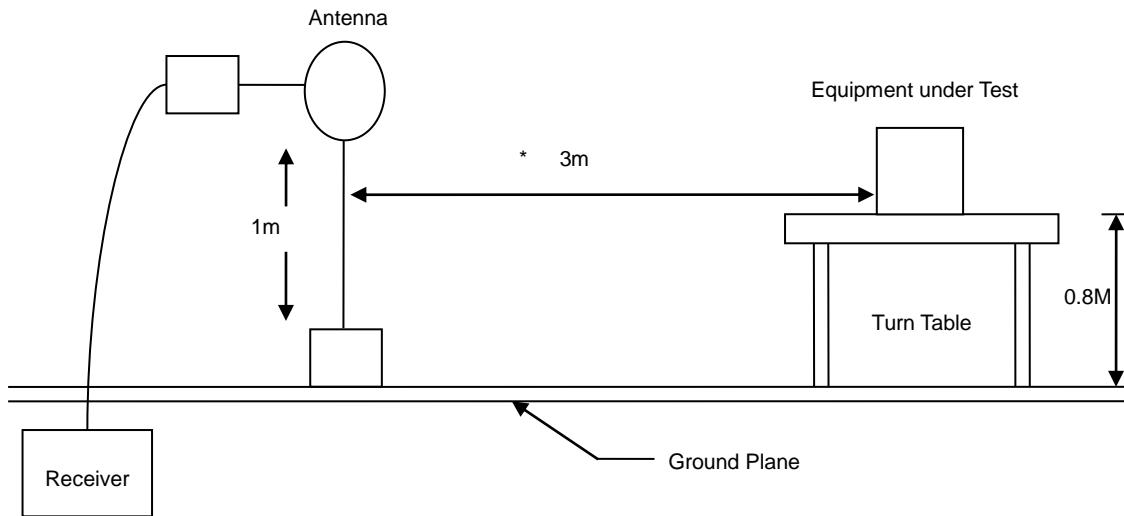 Antenna
Equipment under Test
* 3m
1m
0.8M
Turn Table
Ground Plane
Receiver